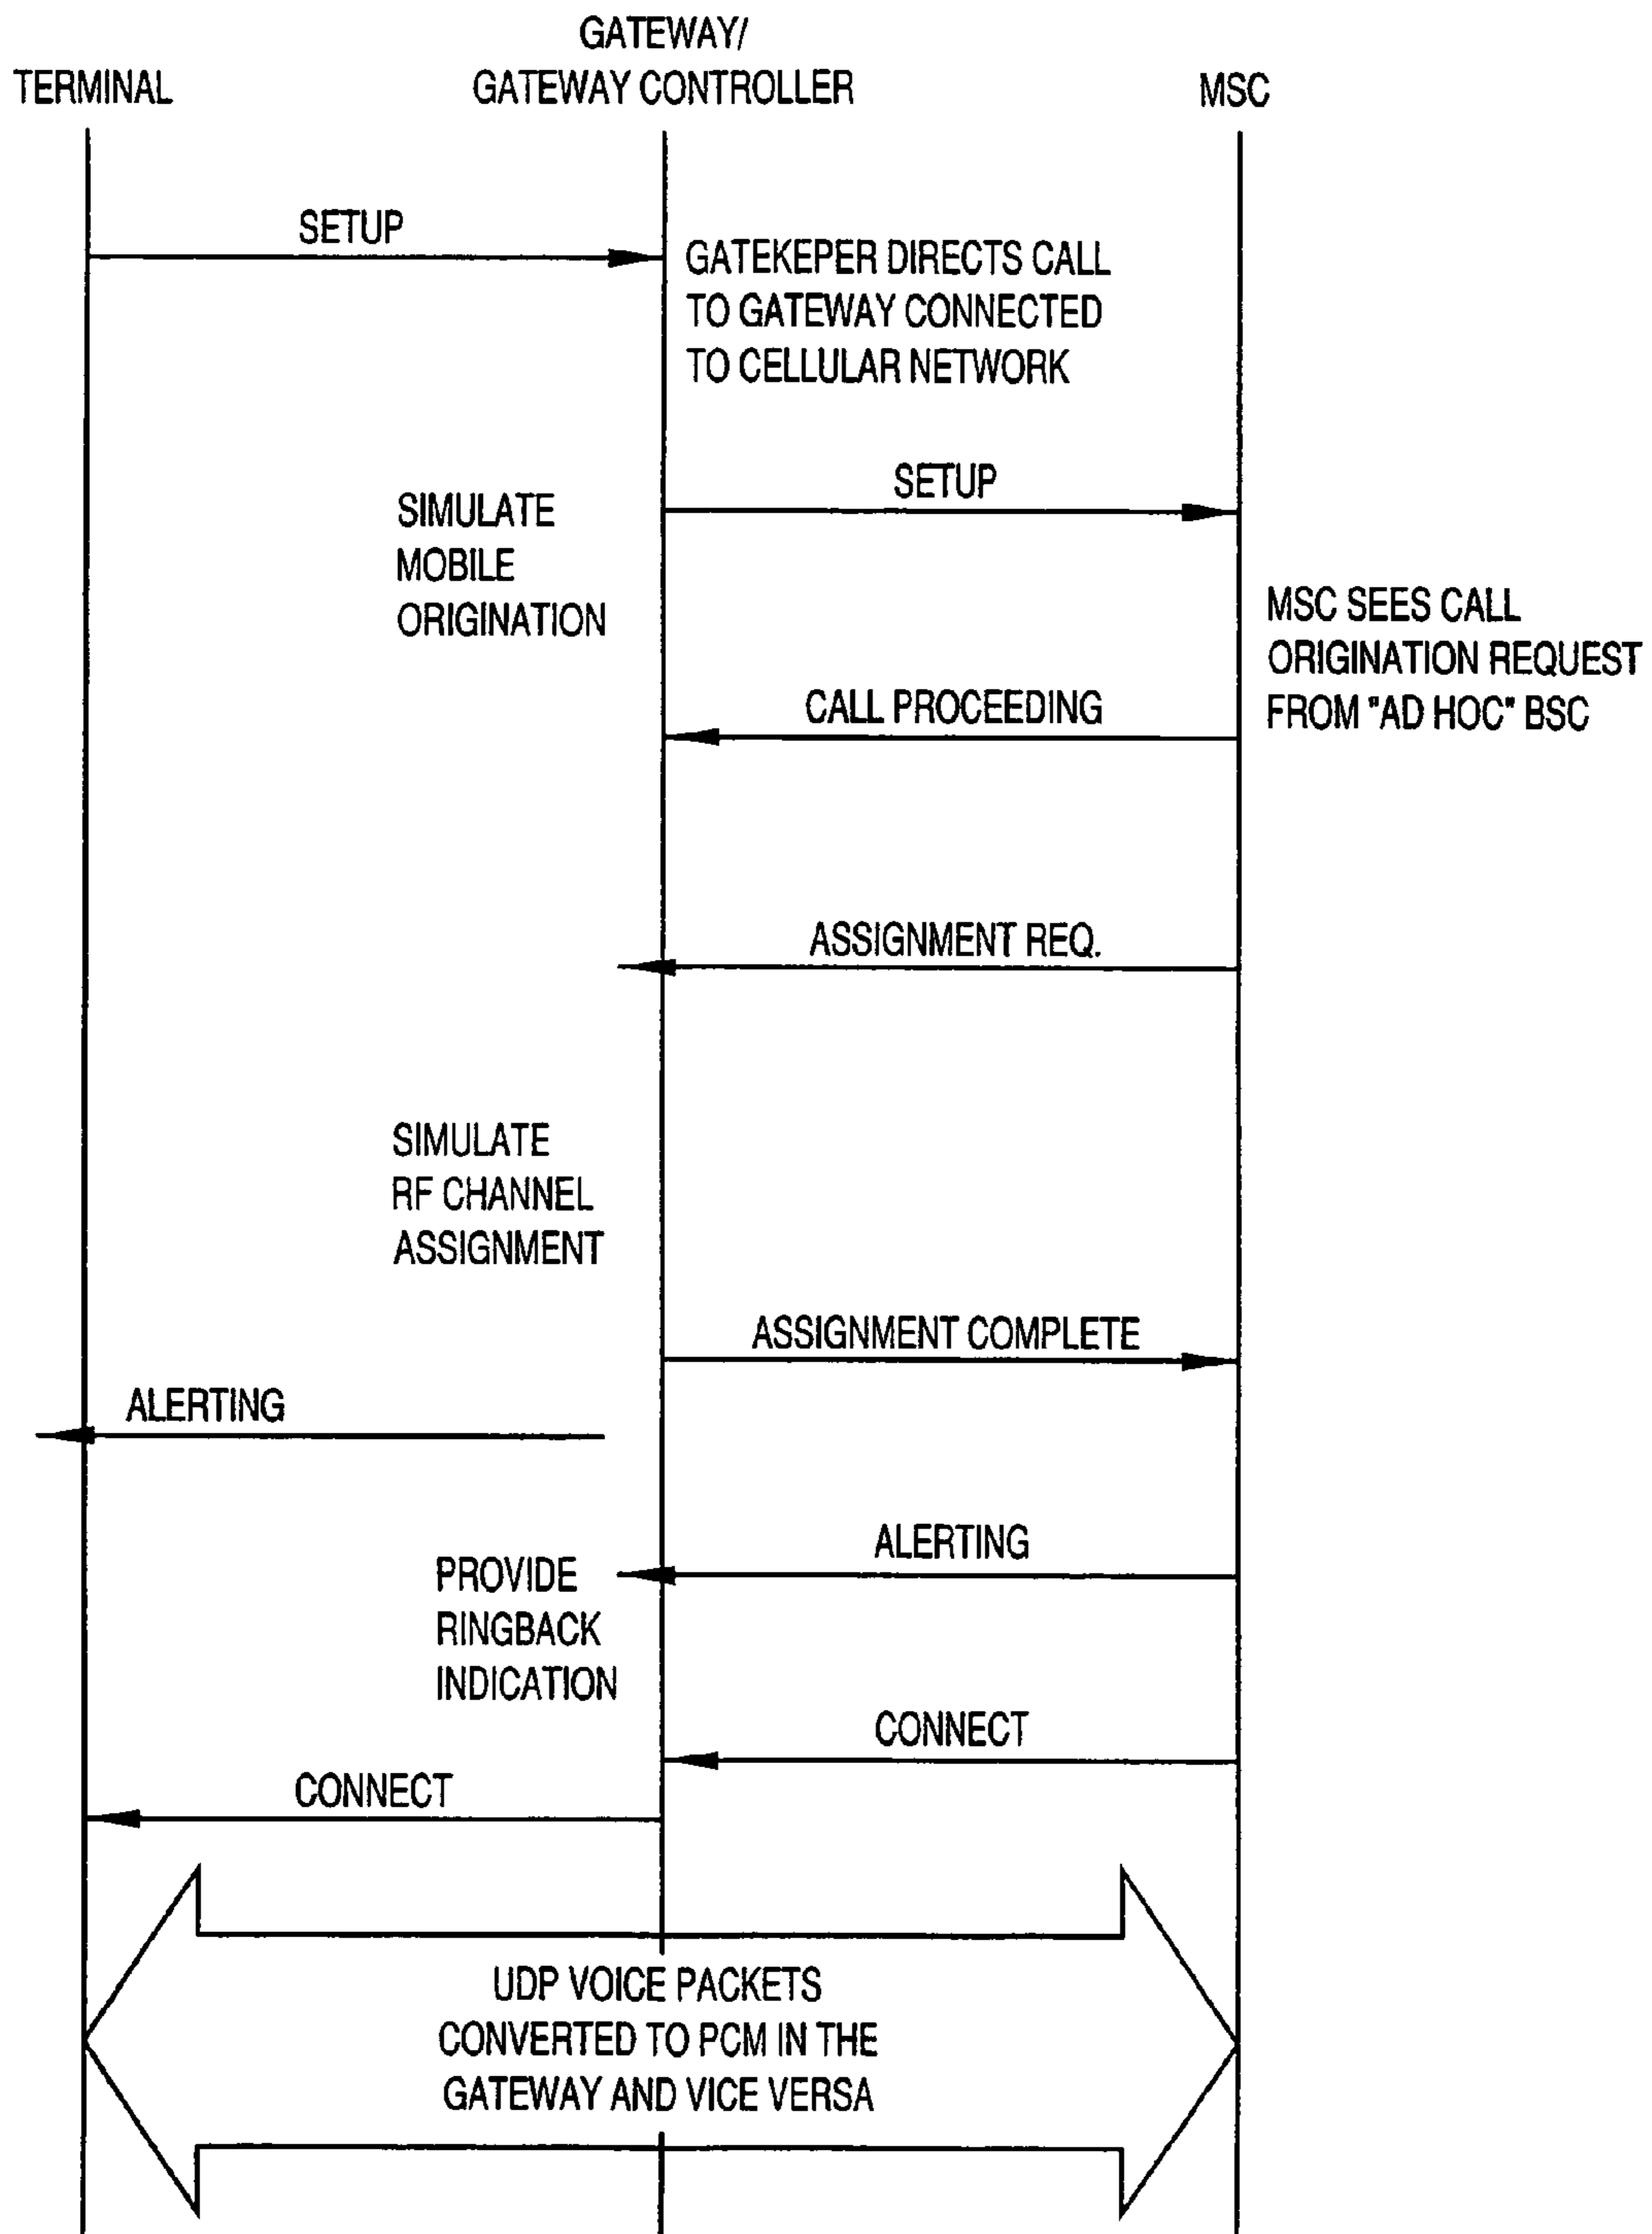 GATEWAY/
TERMINAL
GATEWAY CONTROLLER
MSC
SETUP
GATEKEPER DIRECTS CALL
TO GATEWAY CONNECTED
TO CELLULAR NETWORK
SETUP
SIMULATE
MOBILE
ORIGINATION
MSC SEES CALL
ORIGINATION REQUEST
FROM "AD HOC" BSC
CALL PROCEEDING
ASSIGNMENT REQ.
SIMULATE
RF CHANNEL
ASSIGNMENT
ASSIGNMENT COMPLETE
ALERTING
ALERTING
PROVIDE
RINGBACK
INDICATION
CONNECT
CONNECT
UDP VOICE PACKETS
CONVERTED TO PCM IN THE
GATEWAY AND VICE VERSA